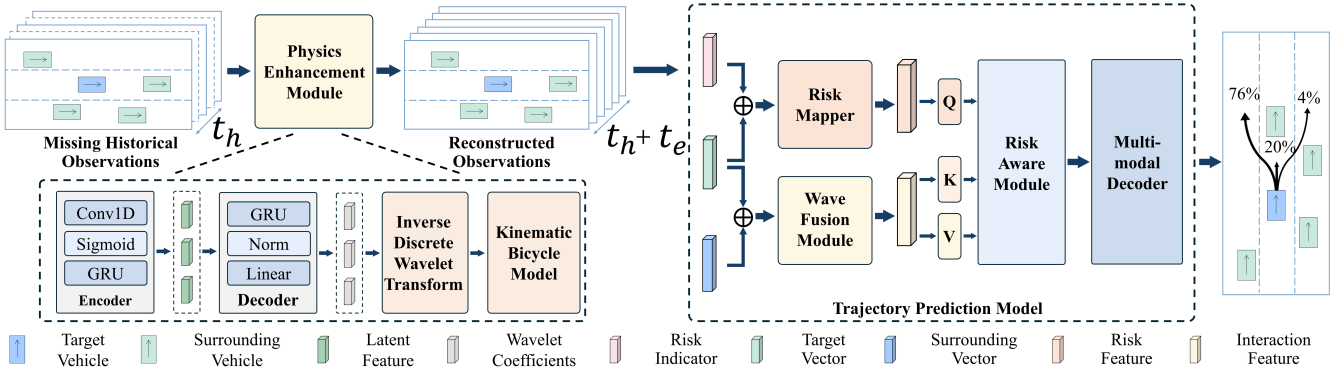 Physics
Enhancement
Module
Missing Historical
Observations
t_h
Reconstructed
Observations
t_h + t_e
Encoder
Conv1D
Sigmoid
GRU
Decoder
GRU
Norm
Linear
Inverse
Discrete
Wavelet
Transform
Kinematic
Bicycle
Model
Risk
Mapper
Wave
Fusion
Module
Q
K
V
Risk
Aware
Module
Multi-
modal
Decoder
Trajectory Prediction Model
76%
4%
20%
Target
Vehicle
Surrounding
Vehicle
Latent
Feature
Wavelet
Coefficients
Risk
Indicator
Target
Vector
Surrounding
Vector
Risk
Feature
Interaction
Feature